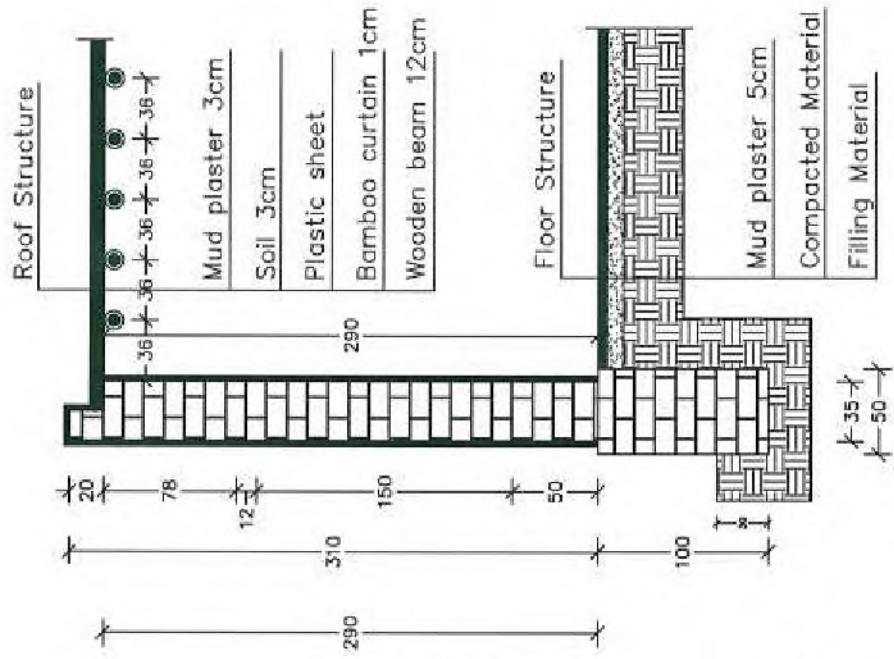 Roof Structure
Mud plaster 3cm
Soil 3cm
Plastic sheet
Bamboo curtain 1cm
Wooden beam 12cm
36
36
36
36
36
290
20
78
12
150
50
310
290
100
Floor Structure
Mud plaster 5cm
Compacted Material
Filling Material
35
50